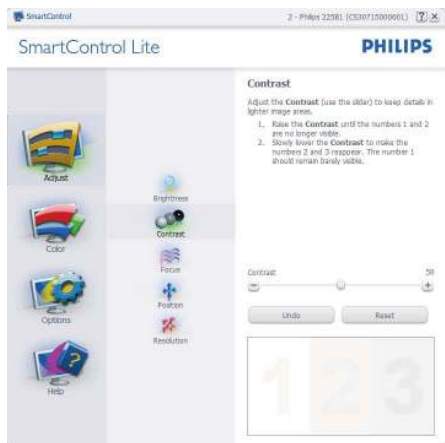 SmartControl
2 - Philips 225B1 (CS30715000001)
SmartControl Lite
PHILIPS
Adjust
Color
Options
Help
Brightness
Contrast
Focus
Position
Resolution
Contrast
Adjust the Contrast (use the slider) to keep details in
lighter image areas.
1. Raise the Contrast until the numbers 1 and 2
are no longer visible.
2. Slowly lower the Contrast to make the
numbers 2 and 3 reappear. The number 1
should remain barely visible.
Contrast 50
Undo Reset
1 2 3